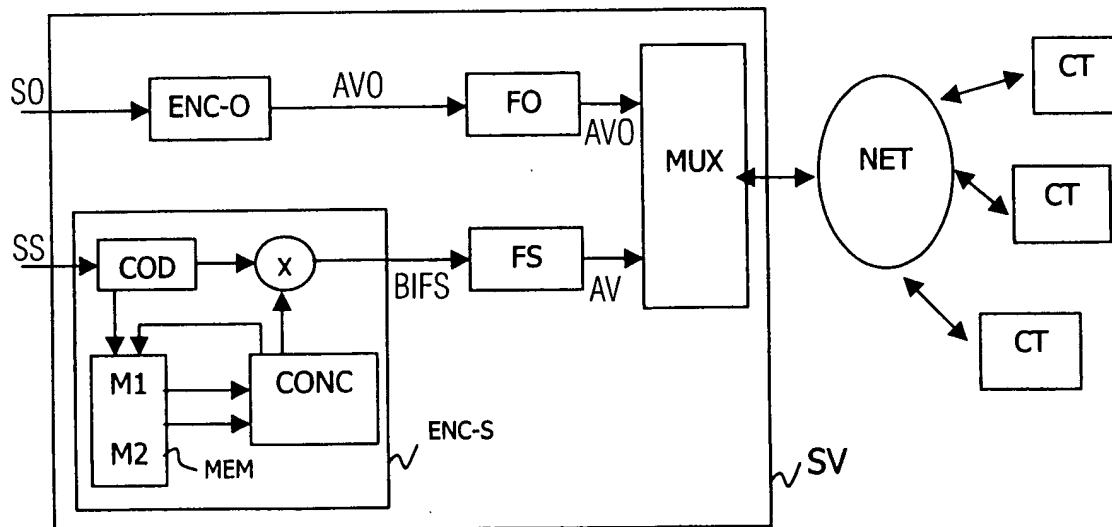 SO
ENC-O
AVO
FO
AVO
MUX
NET
CT
CT
CT
SS
COD
X
BIFS
FS
AV
M1
M2
MEM
CONC
ENC-S
SV